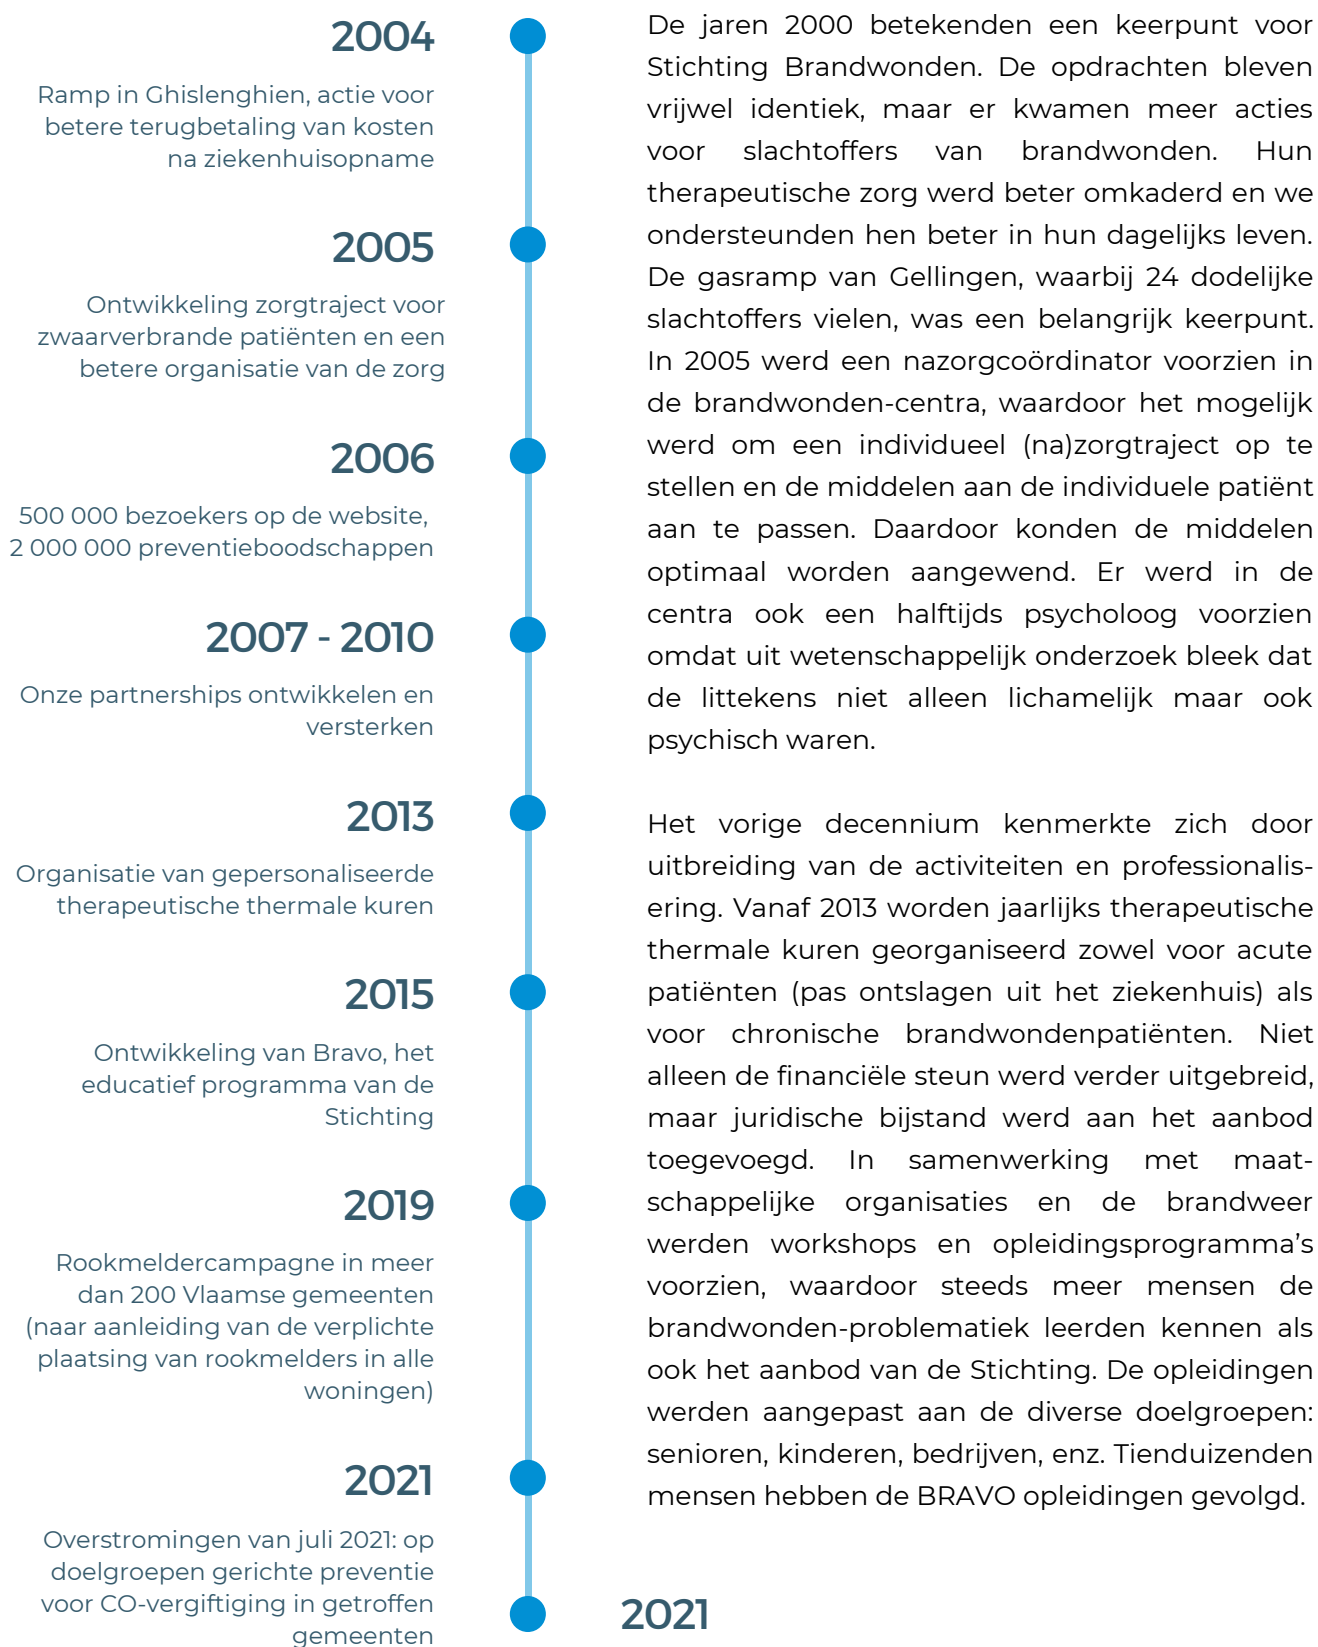 2004
Ramp in Ghislenghien, actie voor
betere terugbetaling van kosten
na ziekenhuisopname
2005
Ontwikkeling zorgtraject voor
zwaarverbrande patiënten en een
betere organisatie van de zorg
2006
500 000 bezoekers op de website,
2 000 000 preventieboodschappen
2007 - 2010
Onze partnerships ontwikkelen en
versterken
2013
Organisatie van gepersonaliseerde
therapeutische thermale kuren
2015
Ontwikkeling van Bravo, het
educatief programma van de
Stichting
2019
Rookmeldercampagne in meer
dan 200 Vlaamse gemeenten
(naar aanleiding van de verplichte
plaatsing van rookmelders in alle
woningen)
2021
Overstromingen van juli 2021: op
doelgroepen gerichte preventie
voor CO-vergiftiging in getroffen
gemeenten
De jaren 2000 betekenden een keerpunt voor
Stichting Brandwonden. De opdrachten bleven
vrijwel identiek, maar er kwamen meer acties
voor slachtoffers van brandwonden. Hun
therapeutische zorg werd beter omkaderd en we
ondersteunden hen beter in hun dagelijks leven.
De gasramp van Gellingen, waarbij 24 dodelijke
slachtoffers vielen, was een belangrijk keerpunt.
In 2005 werd een nazorgcoördinator voorzien in
de brandwonden-centra, waardoor het mogelijk
werd om een individueel (na)zorgtraject op te
stellen en de middelen aan de individuele patiënt
aan te passen. Daardoor konden de middelen
optimaal worden aangewend. Er werd in de
centra ook een halftijds psycholoog voorzien
omdat uit wetenschappelijk onderzoek bleek dat
de littekens niet alleen lichamelijk maar ook
psychisch waren.
Het vorige decennium kenmerkte zich door
uitbreiding van de activiteiten en professionalis-
ering. Vanaf 2013 worden jaarlijks therapeutische
thermale kuren georganiseerd zowel voor acute
patiënten (pas ontslagen uit het ziekenhuis) als
voor chronische brandwondenpatiënten. Niet
alleen de financiële steun werd verder uitgebreid,
maar juridische bijstand werd aan het aanbod
toegevoegd. In samenwerking met maat-
schappelijke organisaties en de brandweer
werden workshops en opleidingsprogramma’s
voorzien, waardoor steeds meer mensen de
brandwonden-problematiek leerden kennen als
ook het aanbod van de Stichting. De opleidingen
werden aangepast aan de diverse doelgroepen:
senioren, kinderen, bedrijven, enz. Tienduizenden
mensen hebben de BRAVO opleidingen gevolgd.
2021